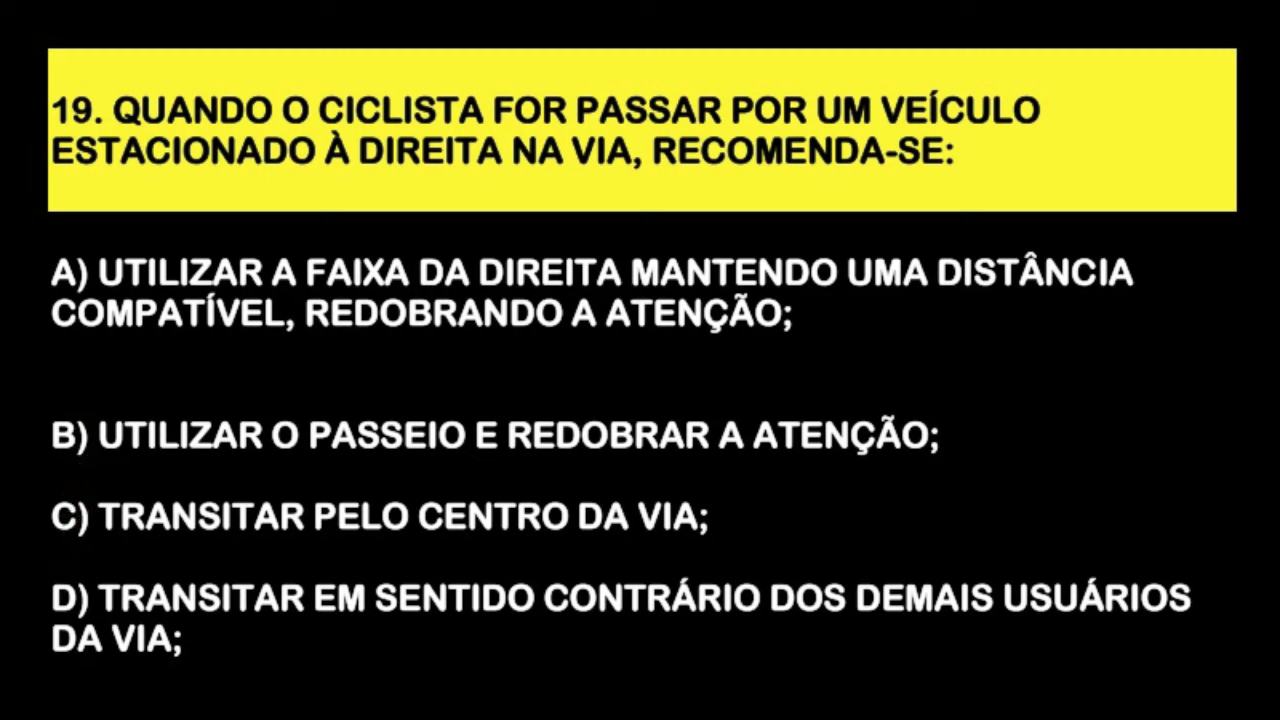 19. QUANDO O CICLISTA FOR PASSAR POR UM VEÍCULO
ESTACIONADO À DIREITA NA VIA, RECOMENDA-SE:
A) UTILIZAR A FAIXA DA DIREITA MANTENDO UMA DISTÂNCIA
COMPATÍVEL, REDOBRANDO A ATENÇÃO;
B) UTILIZAR O PASSEIO E REDOBRAR A ATENÇÃO;
C) TRANSITAR PELO CENTRO DA VIA;
D) TRANSITAR EM SENTIDO CONTRÁRIO DOS DEMAIS USUÁRIOS
DA VIA;